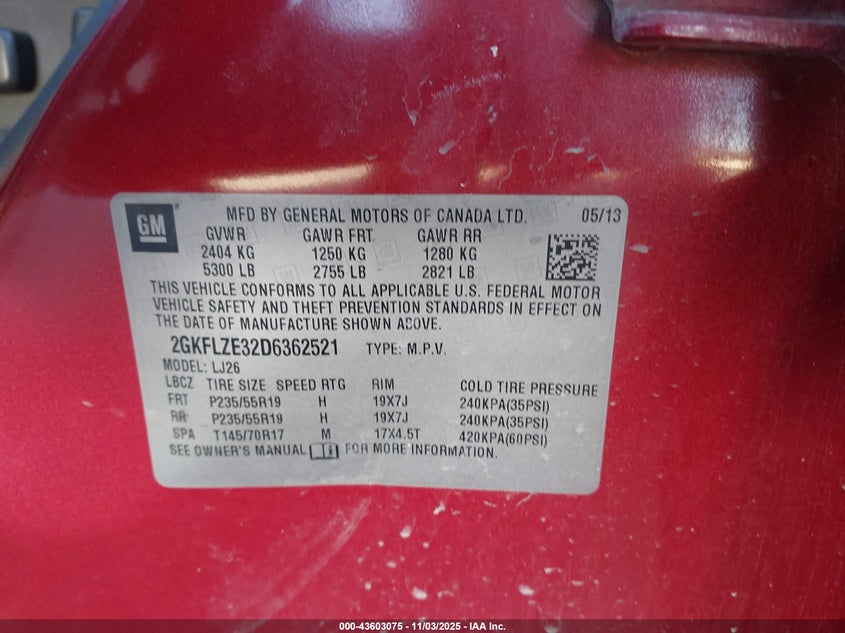 GM
MFD BY GENERAL MOTORS OF CANADA LTD. 05/13
GVWR GAWR FRT GAWR RR
2404 KG 1250 KG 1280 KG
5300 LB 2755 LB 2821 LB
THIS VEHICLE CONFORMS TO ALL APPLICABLE U.S. FEDERAL MOTOR
VEHICLE SAFETY AND THEFT PREVENTION STANDARDS IN EFFECT ON
THE DATE OF MANUFACTURE SHOWN ABOVE.
2GKFLZE32D6362521 TYPE: M.P.V.
MODEL: LJ26
LBCZ TIRE SIZE SPEED RTG RIM COLD TIRE PRESSURE
FRT P235/55R19 H 19X7J 240KPA(35PSI)
RR P235/55R19 H 19X7J 240KPA(35PSI)
SPA T145/70R17 M 17X4.5T 420KPA(60PSI)
SEE OWNER'S MANUAL FOR MORE INFORMATION.
000-43603075 - 11/03/2025 - IAA Inc.